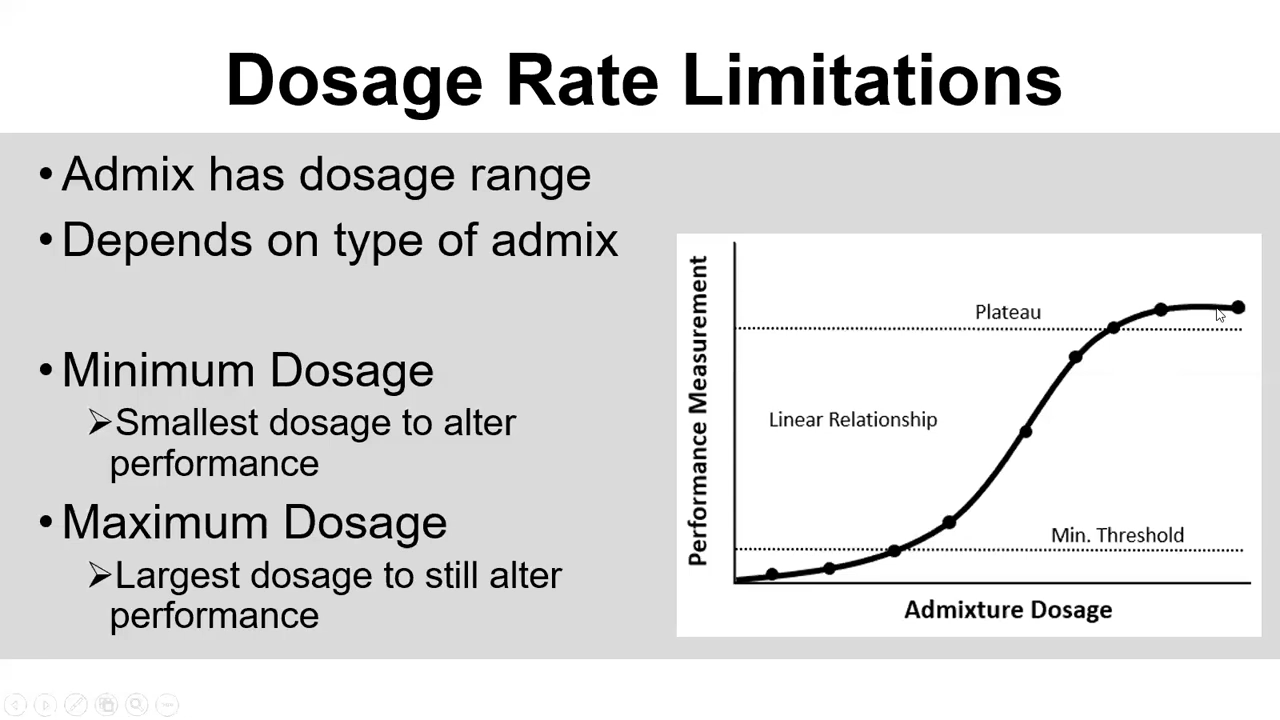 Dosage Rate Limitations
• Admix has dosage range
• Depends on type of admix
• Minimum Dosage
➢Smallest dosage to alter
performance
• Maximum Dosage
➢Largest dosage to still alter
performance
Performance Measurement
Plateau
Linear Relationship
Min. Threshold
Admixture Dosage